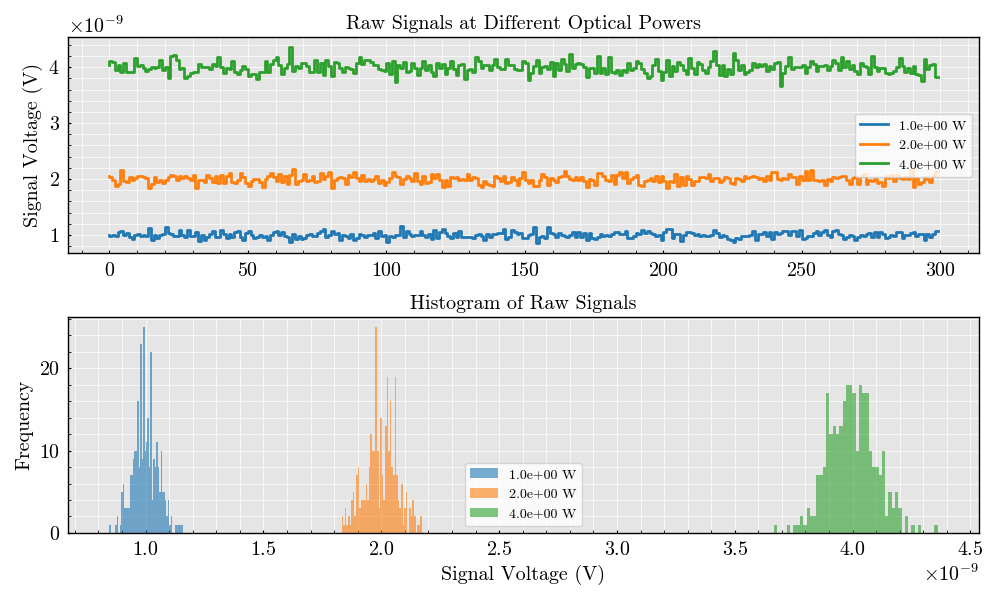 Raw Signals at Different Optical Powers
×10⁻⁹
Signal Voltage (V)
4
3
2
1
1.0e+00 W
2.0e+00 W
4.0e+00 W
0 50 100 150 200 250 300
Histogram of Raw Signals
Frequency
20
10
0
1.0e+00 W
2.0e+00 W
4.0e+00 W
1.0 1.5 2.0 2.5 3.0 3.5 4.0 4.5
Signal Voltage (V)
×10⁻⁹